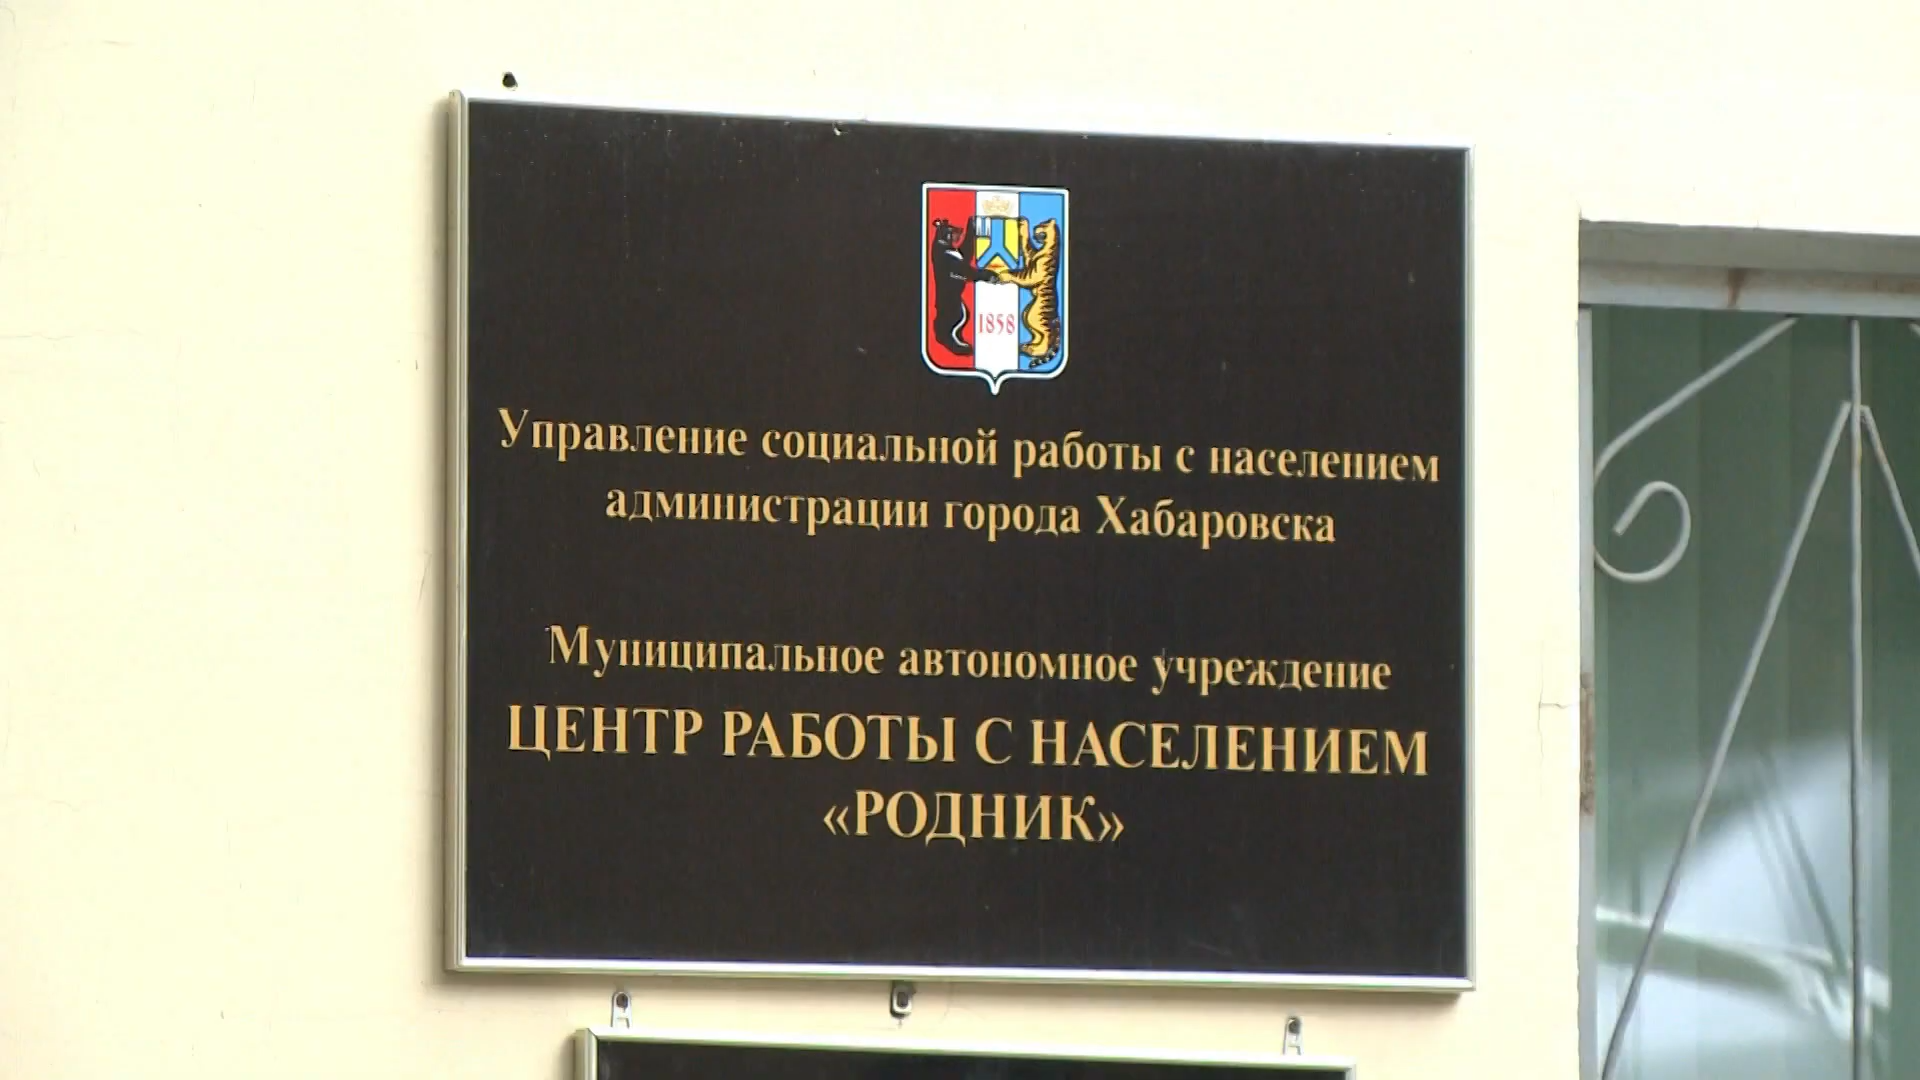 1858
Управление социальной работы с населением
администрации города Хабаровска
Муниципальное автономное учреждение
ЦЕНТР РАБОТЫ С НАСЕЛЕНИЕМ
«РОДНИК»